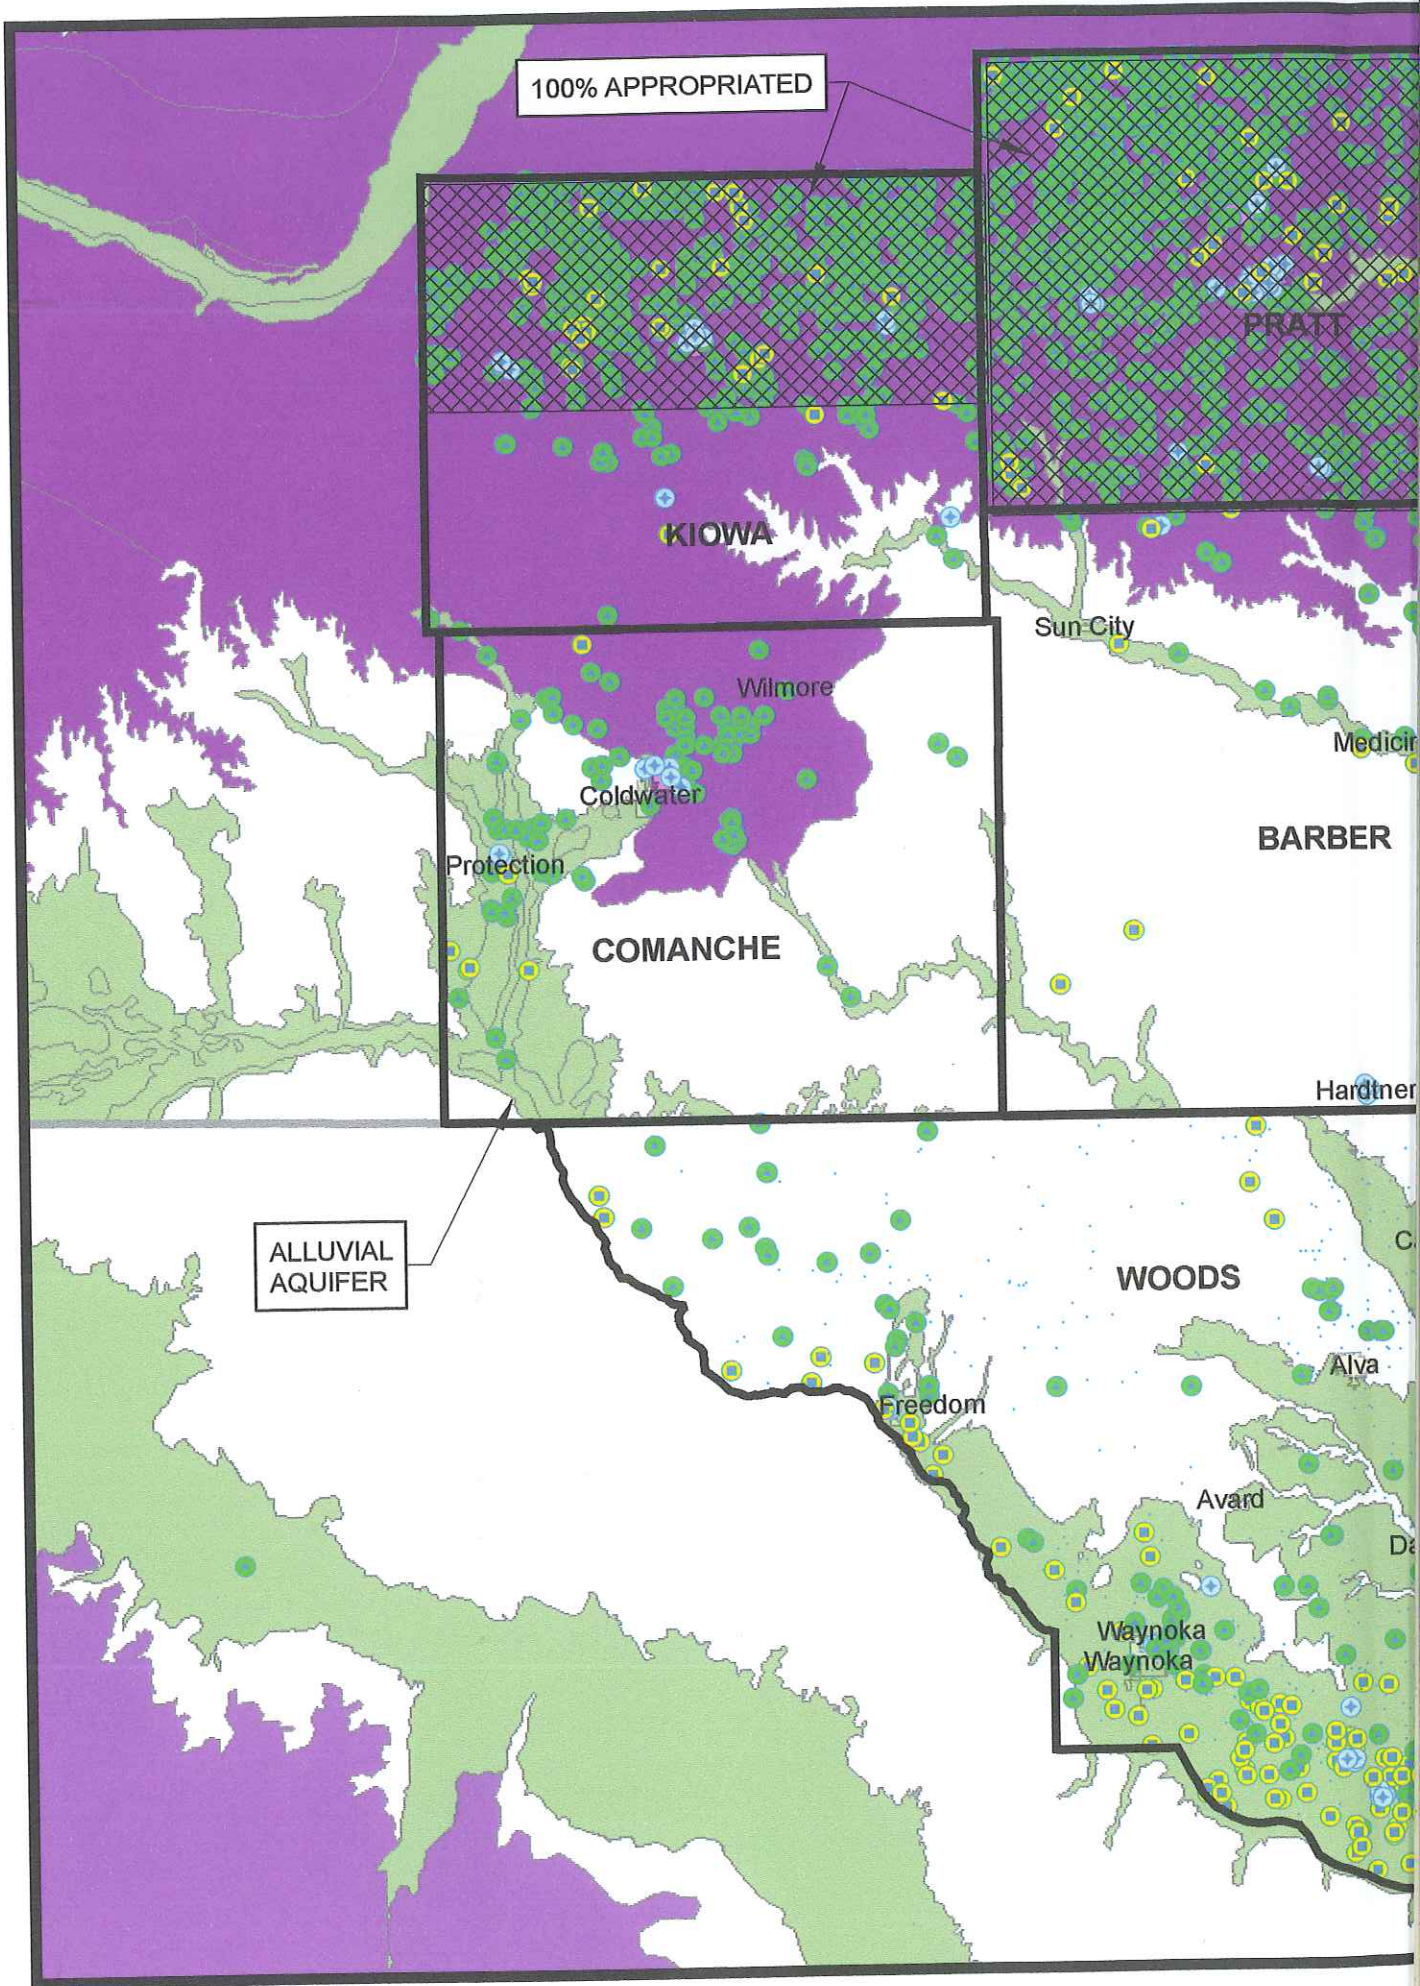 100% APPROPRIATED
PRATT
KIOWA
Sun City
Wilmore
Medicin
Coldwater
BARBER
Protection
COMANCHE
Hardtner
ALLUVIAL
AQUIFER
C
WOODS
Alva
Freedom
Avard
Da
Waynoka
Waynoka